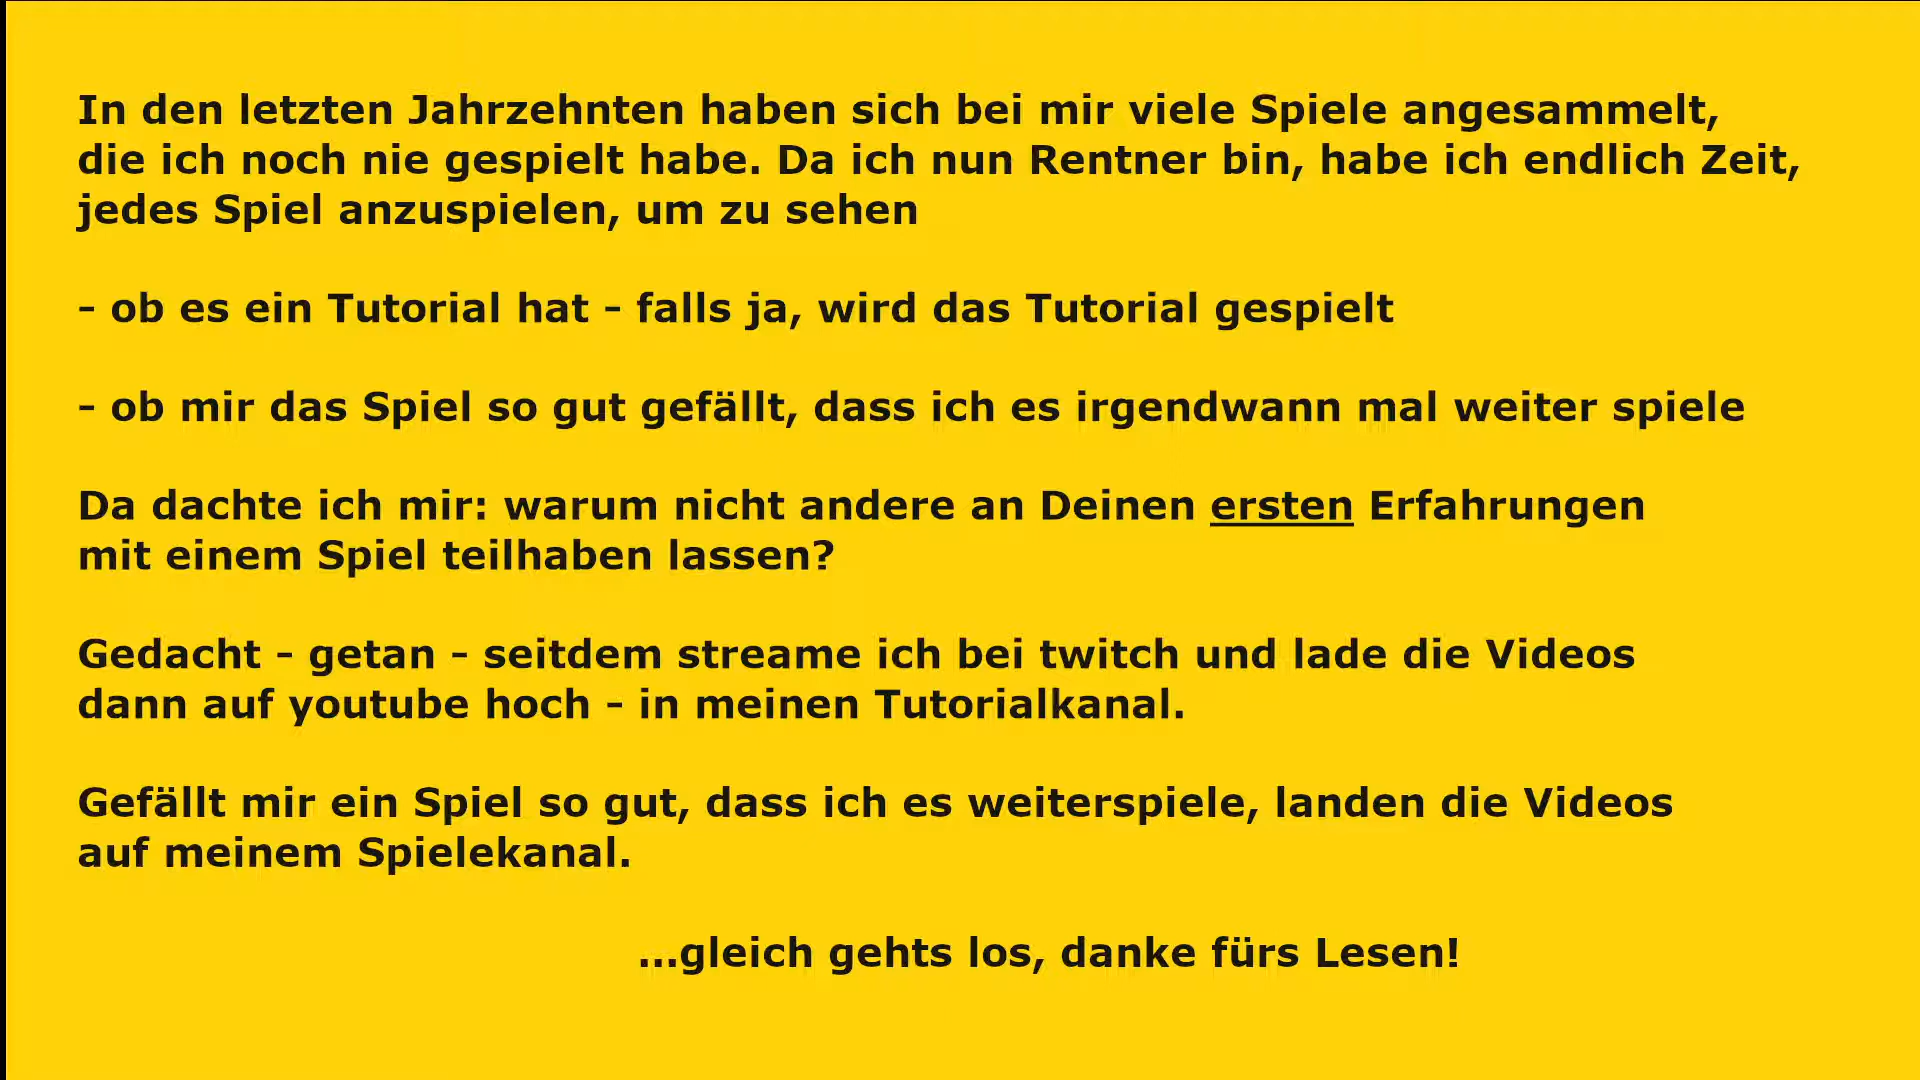 In den letzten Jahrzehnten haben sich bei mir viele Spiele angesammelt,
die ich noch nie gespielt habe. Da ich nun Rentner bin, habe ich endlich Zeit,
jedes Spiel anzuspielen, um zu sehen
– ob es ein Tutorial hat – falls ja, wird das Tutorial gespielt
– ob mir das Spiel so gut gefällt, dass ich es irgendwann mal weiter spiele
Da dachte ich mir: warum nicht andere an Deinen ersten Erfahrungen
mit einem Spiel teilhaben lassen?
Gedacht – getan – seitdem streame ich bei twitch und lade die Videos
dann auf youtube hoch – in meinen Tutorialkanal.
Gefällt mir ein Spiel so gut, dass ich es weiterspiele, landen die Videos
auf meinem Spielekanal.
...gleich gehts los, danke fürs Lesen!